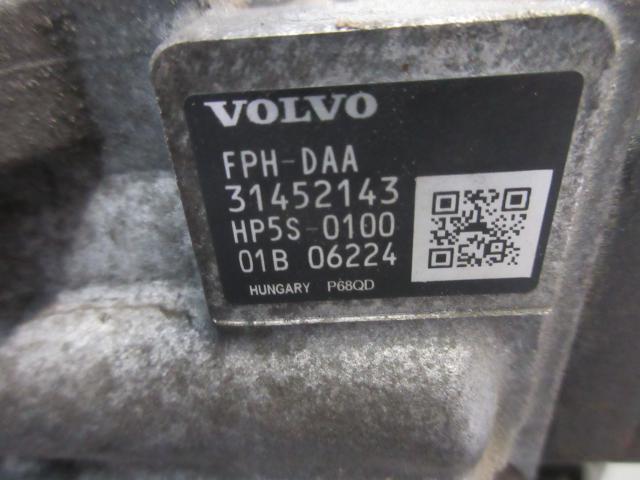 VOLVO
FPH-DAA
31452143
HP5S-0100
01B 06224
HUNGARY P68QD